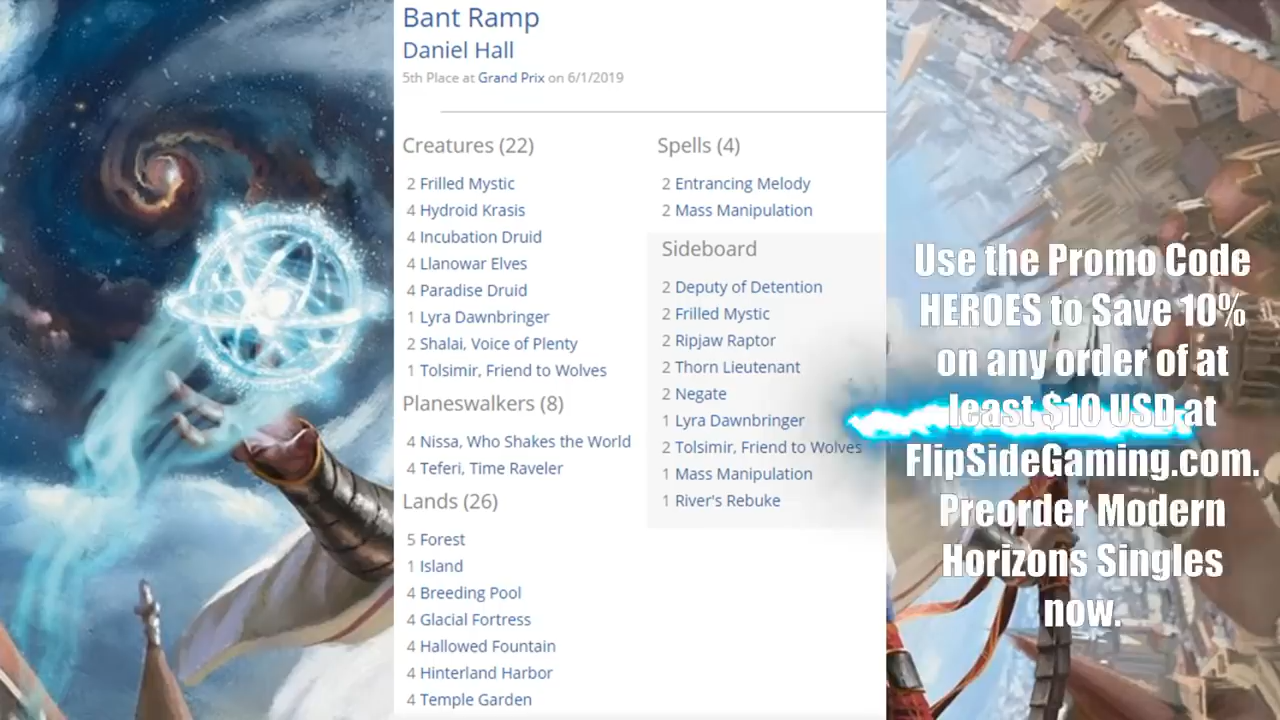 Bant Ramp
Daniel Hall
5th Place at Grand Prix on 6/1/2019
Creatures (22)
2 Frilled Mystic
4 Hydroid Krasis
4 Incubation Druid
4 Llanowar Elves
4 Paradise Druid
1 Lyra Dawnbringer
2 Shalai, Voice of Plenty
1 Tolsimir, Friend to Wolves
Planeswalkers (8)
4 Nissa, Who Shakes the World
4 Teferi, Time Raveler
Lands (26)
5 Forest
1 Island
4 Breeding Pool
4 Glacial Fortress
4 Hallowed Fountain
4 Hinterland Harbor
4 Temple Garden
Spells (4)
2 Entrancing Melody
2 Mass Manipulation
Sideboard
2 Deputy of Detention
2 Frilled Mystic
2 Ripjaw Raptor
2 Thorn Lieutenant
2 Negate
1 Lyra Dawnbringer
2 Tolsimir, Friend to Wolves
1 Mass Manipulation
1 River's Rebuke
Use the Promo Code
HEROES to Save 10%
on any order of at
least $10 USD at
FlipSideGaming.com.
Preorder Modern
Horizons Singles
now.